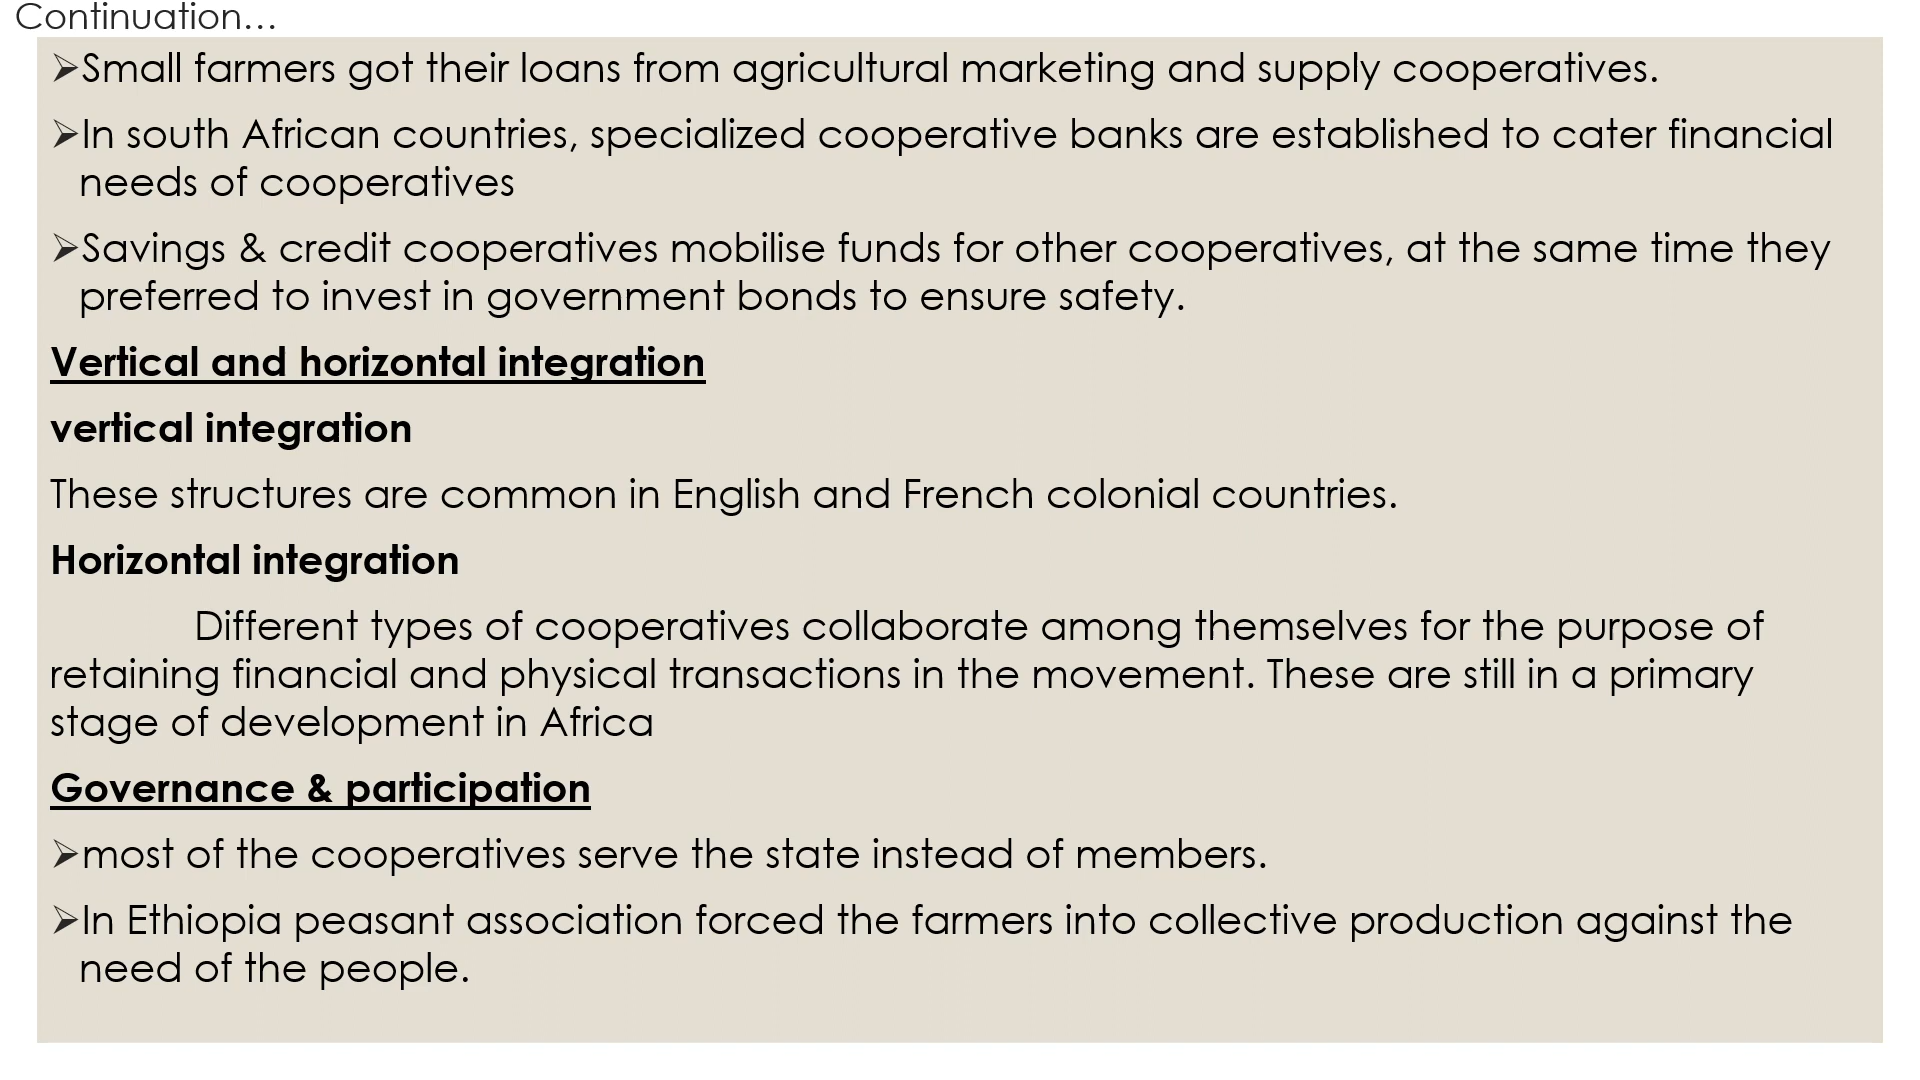 Continuation…
➢Small farmers got their loans from agricultural marketing and supply cooperatives.
➢In south African countries, specialized cooperative banks are established to cater financial
needs of cooperatives
➢Savings & credit cooperatives mobilise funds for other cooperatives, at the same time they
preferred to invest in government bonds to ensure safety.
Vertical and horizontal integration
vertical integration
These structures are common in English and French colonial countries.
Horizontal integration
Different types of cooperatives collaborate among themselves for the purpose of
retaining financial and physical transactions in the movement. These are still in a primary
stage of development in Africa
Governance & participation
➢most of the cooperatives serve the state instead of members.
➢In Ethiopia peasant association forced the farmers into collective production against the
need of the people.